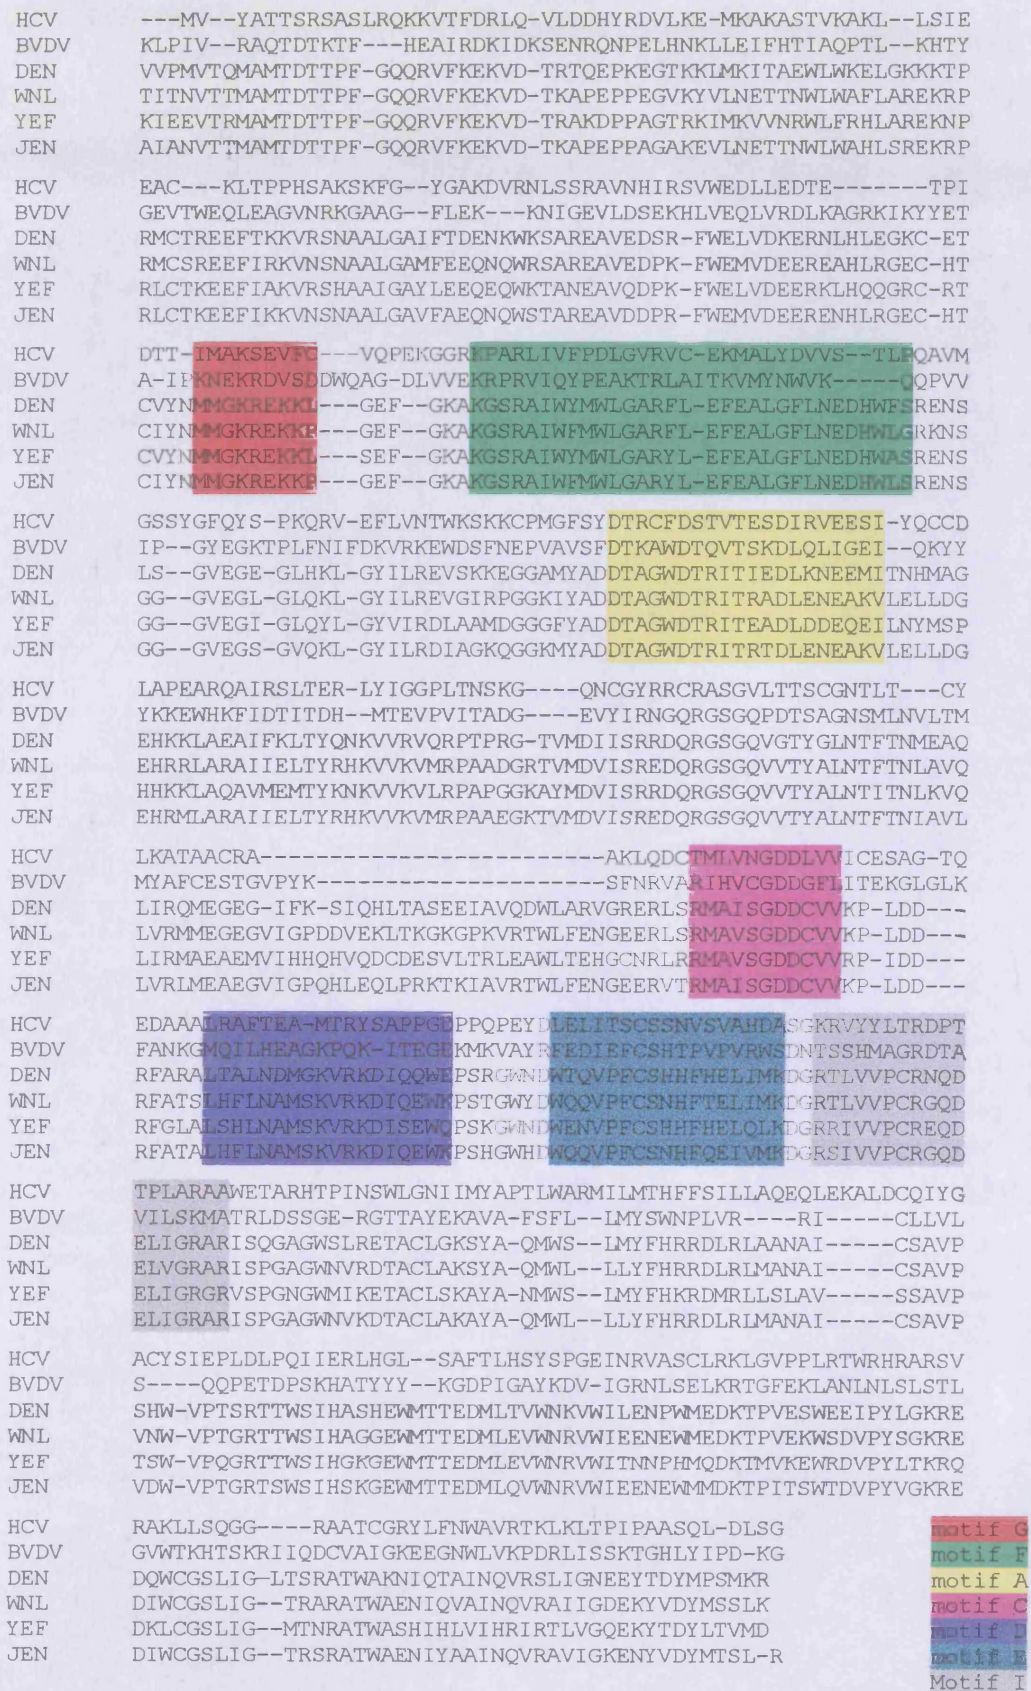 HCV ---MV--YATTSRSASLRQKKVTFDRLQ-VLDDHYRDVLKE-MKAKASTVKAKL--LSIE
BVDV KLPIV--RAQTDTKTF---HEAIRDKIDKSENRQNPELHNKLLEIFHTIAQPTL--KHTY
DEN VVPMVTQMAMTDTTPF-GQQRVFKEKVD-TRTQEPKEGTKKLMKITAEWLWKELGKKKTP
WNL TITNVTTMAMTDTTPF-GQQRVFKEKVD-TKAPEPPEGVKYVLNETTNWLWAFLAREKRP
YEF KIEEVTRMAMTDTTPF-GQQRVFKEKVD-TRAKDPPAGTRKIMKVVNRWLFRHLAREKNP
JEN AIANVTTMAMTDTTPF-GQQRVFKEKVD-TKAPEPPAGAKEVLNETTNWLWAHLSREKRP
HCV EAC---KLTPPHSAKSKFG--YGAKDVRNLSSRAVNHIRSVWEDLLEDTE-------TPI
BVDV GEVTWEQLEAGVNRKGAAG--FLEK---KNIGEVLDSEKHLVEQLVRDLKAGRKIKYYET
DEN RMCTREEFTKKVRSNAALGAIFTDENKWKSAREAVEDSR-FWELVDKERNLHLEGKC-ET
WNL RMCSREEFIRKVNSNAALGAMFEEQNQWRSAREAVEDPK-FWEMVDEEREAHLRGEC-HT
YEF RLCTKEEFIAKVRSHAAIGAYLEEQEQWKTANEAVQDPK-FWELVDEERKLHQQGRC-RT
JEN RLCTKEEFIKKVNSNAALGAVFAEQNQWSTAREAVDDPR-FWEMVDEERENHLRGEC-HT
HCV DTT-IMAKSEVFC---VQPEKGGRKPARLIVFPDLGVRVC-EKMALYDVVS--TLPQAVM
BVDV A-IPKNEKRDVSDDWQAG-DLVVEKRPRVIQYPEAKTRLAITKVMYNWVK-----QQPVV
DEN CVYNMMGKREKKL---GEF--GKAKGSRAIWYMWLGARFL-EFEALGFLNEDHWFSRENS
WNL CIYNMMGKREKKP---GEF--GKAKGSRAIWFMWLGARFL-EFEALGFLNEDHWLGRKNS
YEF CVYNMMGKREKKL---SEF--GKAKGSRAIWYMWLGARYL-EFEALGFLNEDHWASRENS
JEN CIYNMMGKREKKP---GEF--GKAKGSRAIWFMWLGARYL-EFEALGFLNEDHWLSRENS
HCV GSSYGFQYS-PKQRV-EFLVNTWKSKKCPMGFSYDTRCFDSTVTESDIRVEESI-YQCCD
BVDV IP--GYEGKTPLFNIFDKVRKEWDSFNEPVAVSFDTKAWDTQVTSKDLQLIGEI--QKYY
DEN LS--GVEGE-GLHKL-GYILREVSKKEGGAMYADDTAGWDTRITIEDLKNEEMITNHMAG
WNL GG--GVEGL-GLQKL-GYILREVGIRPGGKIYADDTAGWDTRITRADLENEAKVLELLDG
YEF GG--GVEGI-GLQYL-GYVIRDLAAMDGGGFYADDTAGWDTRITEADLDDEQEILNYMSP
JEN GG--GVEGS-GVQKL-GYILRDIAGKQGGKMYADDTAGWDTRITRTDLENEAKVLELLDG
HCV LAPEARQAIRSLTER-LYIGGPLTNSKG----QNCGYRRCRASGVLTTSCGNTLT---CY
BVDV YKKEWHKFIDTITDH--MTEVPVITADG----EVYIRNGQRGSGQPDTSAGNSMLNVLTM
DEN EHKKLAEAIFKLTYQNKVVRVQRPTPRG-TVMDIISRRDQRGSGQVGTYGLNTFTNMEAQ
WNL EHRRLARAIIELTYRHKVVKVMRPAADGRTVMDVISREDQRGSGQVVTYALNTFTNLAVQ
YEF HHKKLAQAVMEMTYKNKVVKVLRPAPGGKAYMDVISRRDQRGSGQVVTYALNTITNLKVQ
JEN EHRMLARAIIELTYRHKVVKVMRPAAEGKTVMDVISREDQRGSGQVVTYALNTFTNIAVL
HCV LKATAACRA-----------------------------AKLQDCTMLVNGDDLVVICESAG-TQ
BVDV MYAFCESTGVPYK------------------------SFNRVARIHVCGDDGFLITEKGLGLK
DEN LIRQMEGEG-IFK-SIQHLTASEEIAVQDWLARVGRERLSRMAISGDDCVVKP-LDD---
WNL LVRMMEGEGVIGPDDVEKLTKGKGPKVRTWLFENGEERLSRMAVSGDDCVVKP-LDD---
YEF LIRMAEAEMVIHHQHVQDCDESVLTRLEAWLTEHGCNRLRRMAVSGDDCVVRP-IDD---
JEN LVRLMEAEGVIGPQHLEQLPRKTKIAVRTWLFENGEERVTRMAISGDDCVVKP-LDD---
HCV EDAAALRAFTEA-MTRYSAPPGDPPQPEYDLELITSCSSNVSVAHDASGKRVYYLTRDPT
BVDV FANKGMQILHEAGKPQK-ITEGEKMKVAYRFEDIEFCSHTPVPVRWSDNTSSHMAGRDTA
DEN RFARALTALNDMGKVRKDIQQWEPSRGWNDWTQVPFCSHHFHELIMKDGRTLVVPCRNQD
WNL RFATSLHFLNAMSKVRKDIQEWKPSTGWYDWQQVPFCSNHFTELIMKDGRTLVVPCRGQD
YEF RFGLALSHLNAMSKVRKDISEWQPSKGWNDWENVPFCSHHFHELQLKDGRRIVVPCREQD
JEN RFATALHFLNAMSKVRKDIQEWKPSHGWHDWQQVPFCSNHFQEIVMKDGRSIVVPCRGQD
HCV TPLARAAWETARHTPINSWLGNIIMYAPTLWARMILMTHFFSILLAQEQLEKALDCQIYG
BVDV VILSKMATRLDSSGE-RGTTAYEKAVA-FSFL--LMYSWNPLVR----RI-----CLLVL
DEN ELIGRARISQGAGWSLRETACLGKSYA-QMWS--LMYFHRRDLRLAANAI-----CSAVP
WNL ELVGRARISPGAGWNVRDTACLAKSYA-QMWL--LLYFHRRDLRLMANAI-----CSAVP
YEF ELIGRGRVSPGNGWMIKETACLSKAYA-NMWS--LMYFHKRDMRLLSLAV-----SSAVP
JEN ELIGRARISPGAGWNVKDTACLAKAYA-QMWL--LLYFHRRDLRLMANAI-----CSAVP
HCV ACYSIEPLDLPQIIERLHGL--SAFTLHSYSPGEINRVASCLRKLGVPPLRTWRHRARSV
BVDV S----QQPETDPSKHATYYY--KGDPIGAYKDV-IGRNLSELKRTGFEKLANLNLSLSTL
DEN SHW-VPTSRTTWSIHASHEWMTTEDMLTVWNKVWILENPWMEDKTPVESWEEIPYLGKRE
WNL VNW-VPTGRTTWSIHAGGEWMTTEDMLEVWNRVWIEENEWMEDKTPVEKWSDVPYSGKRE
YEF TSW-VPQGRTTWSIHGKGEWMTTEDMLEVWNRVWITNNPHMQDKTMVKEWRDVPYLTKRQ
JEN VDW-VPTGRTSWSIHSKGEWMTTEDMLQVWNRVWIEENEWMMDKTPITSWTDVPYVGKRE
HCV RAKLLSQGG----RAATCGRYLFNWAVRTKLKLTPIPAASQL-DLSG
BVDV GVWTKHTSKRIIQDCVAIGKEEGNWLVKPDRLISSKTGHLYIPD-KG
DEN DQWCGSLIG-LTSRATWAKNIQTAINQVRSLIGNEEYTDYMPSMKR
WNL DIWCGSLIG--TRARATWAENIQVAINQVRAIIGDEKYVDYMSSLK
YEF DKLCGSLIG--MTNRATWASHIHLVIHRIRTLVGQEKYTDYLTVMD
JEN DIWCGSLIG--TRSRATWAENIYAAINQVRAVIGKENYVDYMTSL-R
motif G
motif F
motif A
motif C
motif D
motif E
Motif I